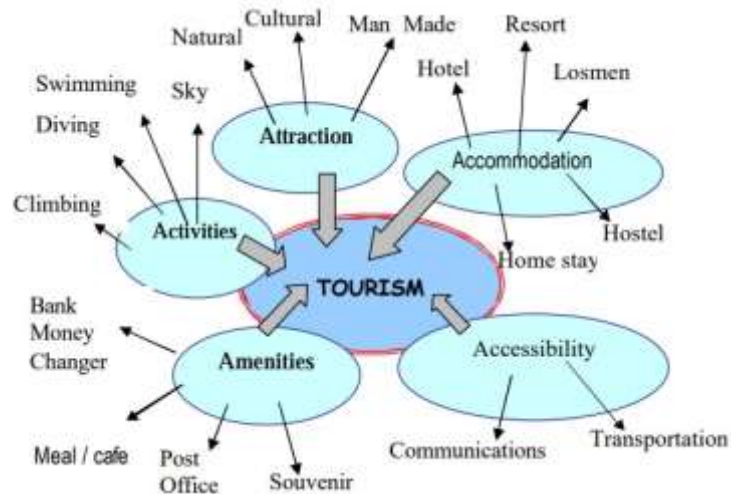 Cultural
Natural
Man Made
Resort
Hotel
Losmen
Swimming
Sky
Diving
Attraction
Accommodation
Climbing
Activities
Hostel
Home stay
TOURISM
Bank
Money
Changer
Amenities
Accessibility
Meal / cafe
Post
Office
Souvenir
Communications
Transportation